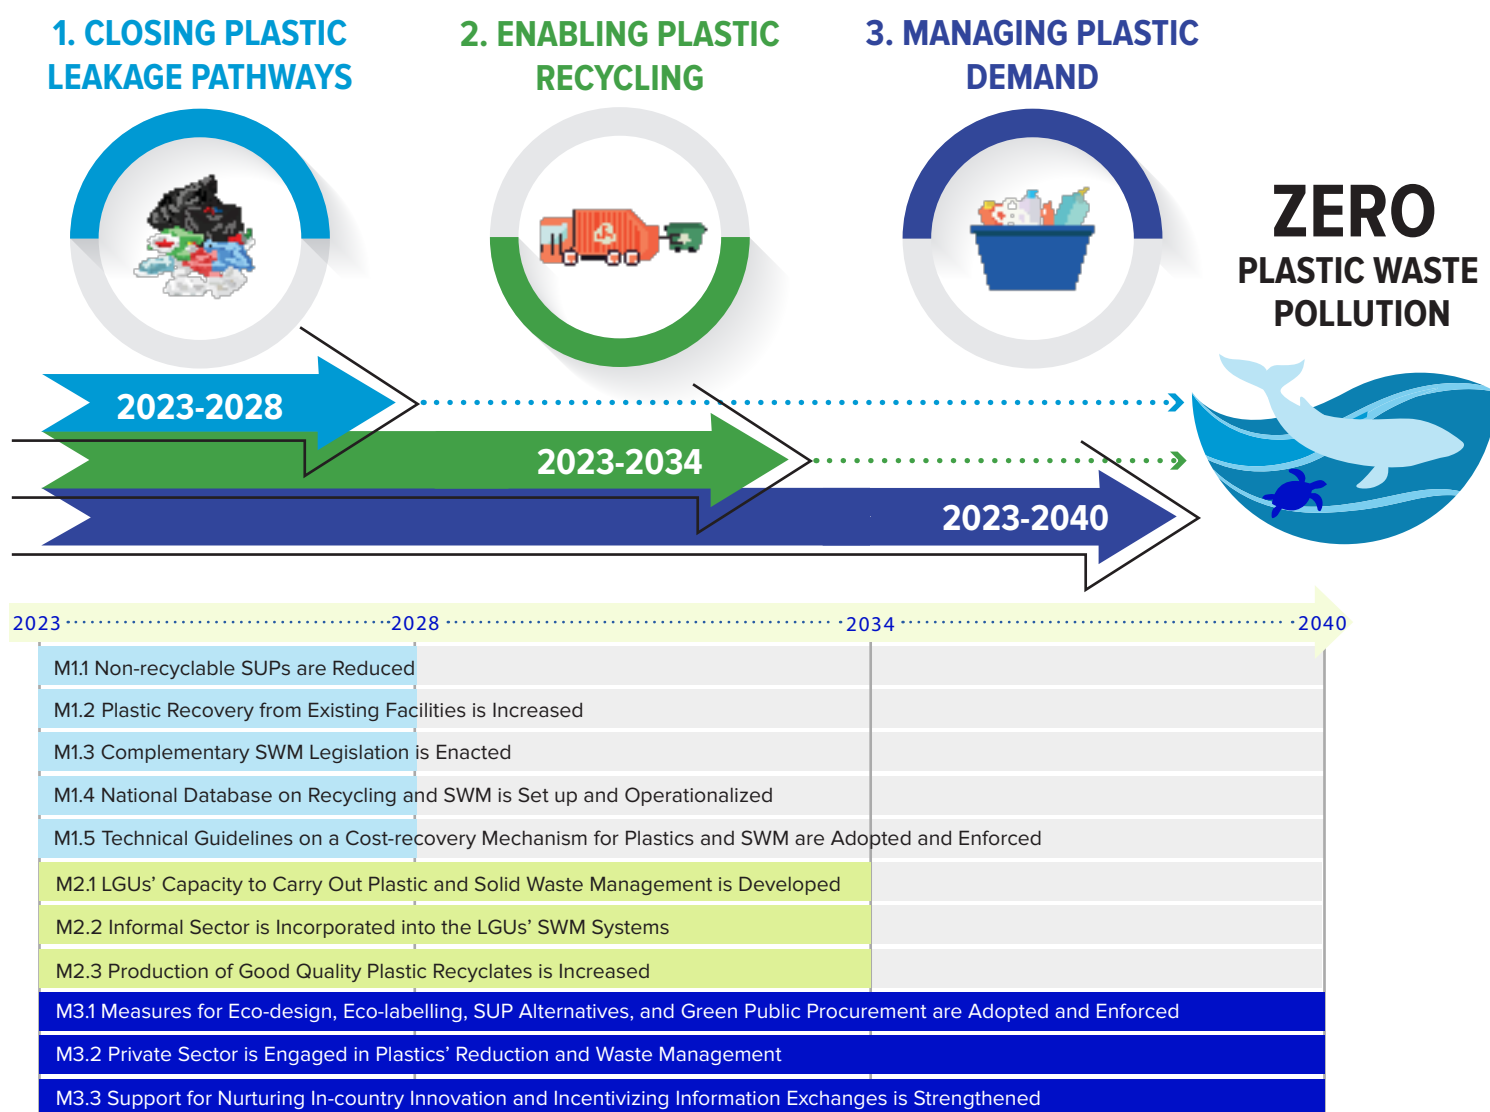 1. CLOSING PLASTIC
LEAKAGE PATHWAYS
2. ENABLING PLASTIC
RECYCLING
3. MANAGING PLASTIC
DEMAND
ZERO
PLASTIC WASTE
POLLUTION
2023-2028
2023-2034
2023-2040
2023
2028
2034
2040
M1.1 Non-recyclable SUPs are Reduced
M1.2 Plastic Recovery from Existing Facilities is Increased
M1.3 Complementary SWM Legislation is Enacted
M1.4 National Database on Recycling and SWM is Set up and Operationalized
M1.5 Technical Guidelines on a Cost-recovery Mechanism for Plastics and SWM are Adopted and Enforced
M2.1 LGUs’ Capacity to Carry Out Plastic and Solid Waste Management is Developed
M2.2 Informal Sector is Incorporated into the LGUs’ SWM Systems
M2.3 Production of Good Quality Plastic Recyclates is Increased
M3.1 Measures for Eco-design, Eco-labelling, SUP Alternatives, and Green Public Procurement are Adopted and Enforced
M3.2 Private Sector is Engaged in Plastics’ Reduction and Waste Management
M3.3 Support for Nurturing In-country Innovation and Incentivizing Information Exchanges is Strengthened